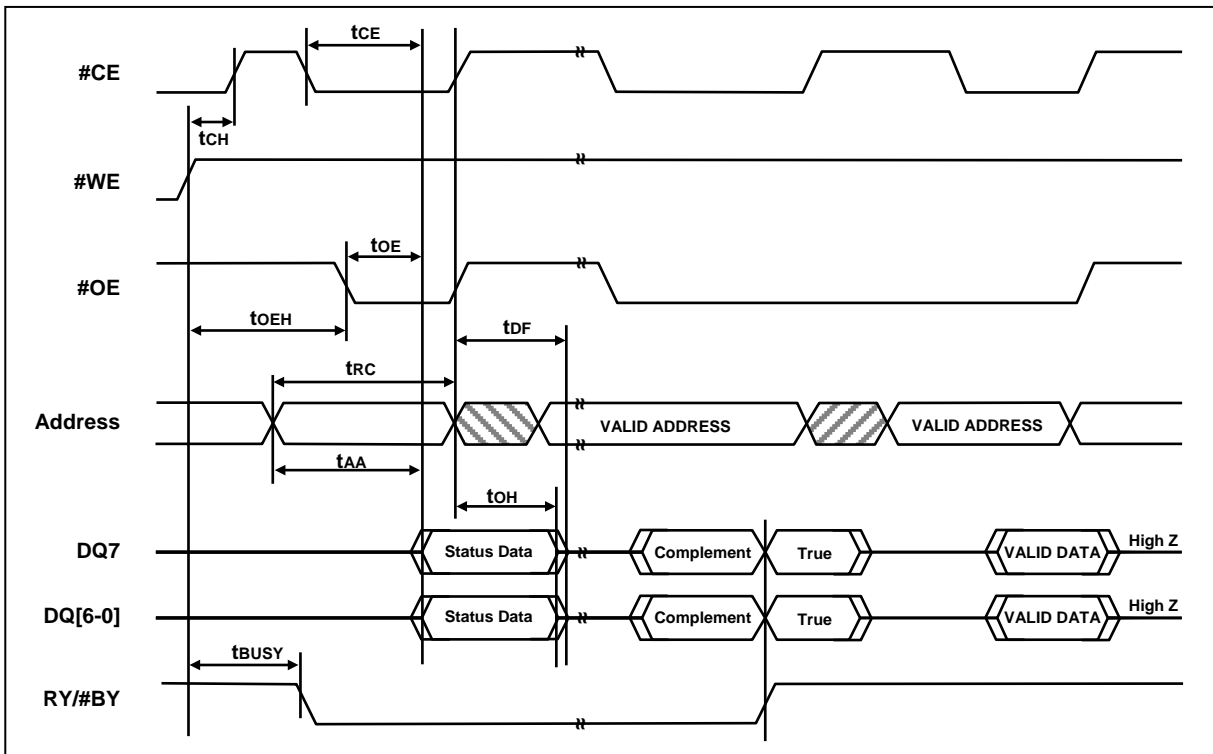 tCE
#CE
tCH
#WE
tOE
#OE
tOEH
tDF
tRC
Address
VALID ADDRESS
VALID ADDRESS
tAA
tOH
DQ7
Status Data
Complement
True
VALID DATA
High Z
DQ[6-0]
Status Data
Complement
True
VALID DATA
High Z
tBUSY
RY/#BY